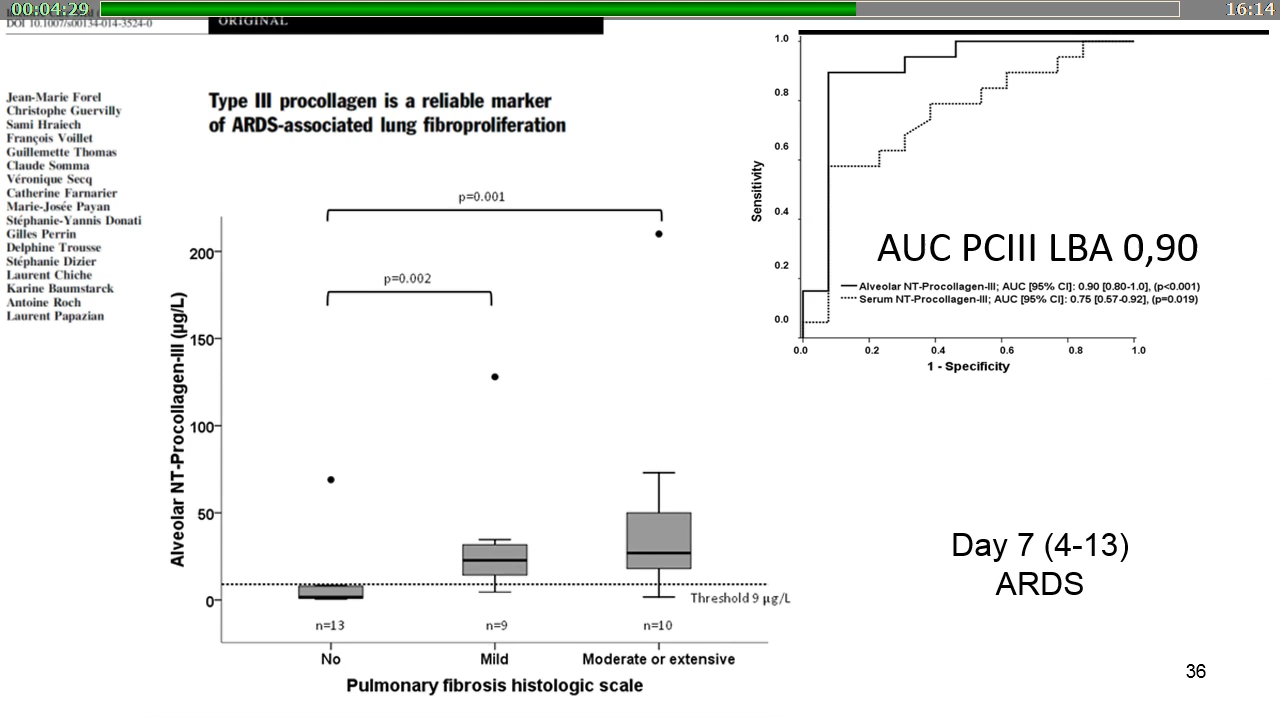 00:04:29
16:14
DOI 10.1007/s00134-014-3524-0
ORIGINAL
Jean-Marie Forel
Christophe Guervilly
Sami Hraiech
François Voillet
Guillemette Thomas
Claude Somma
Véronique Secq
Catherine Farnarier
Marie-Josée Payan
Stéphanie-Yannis Donati
Gilles Perrin
Delphine Trousse
Stéphanie Dizier
Laurent Chiche
Karine Baumstarck
Antoine Roch
Laurent Papazian
Type III procollagen is a reliable marker
of ARDS-associated lung fibroproliferation
p=0.001
p=0.002
200
150
100
50
0
Alveolar NT-Procollagen-III (µg/L)
Threshold 9 µg/L
n=13
n=9
n=10
No
Mild
Moderate or extensive
Pulmonary fibrosis histologic scale
1.0
0.8
0.6
0.4
0.2
0.0
Sensitivity
AUC PCIII LBA 0,90
Alveolar NT-Procollagen-III; AUC [95% CI]: 0.90 [0.80-1.0], (p<0.001)
Serum NT-Procollagen-III; AUC [95% CI]: 0.75 [0.57-0.92], (p=0.019)
0.0
0.2
0.4
0.6
0.8
1.0
1 - Specificity
Day 7 (4-13)
ARDS
36